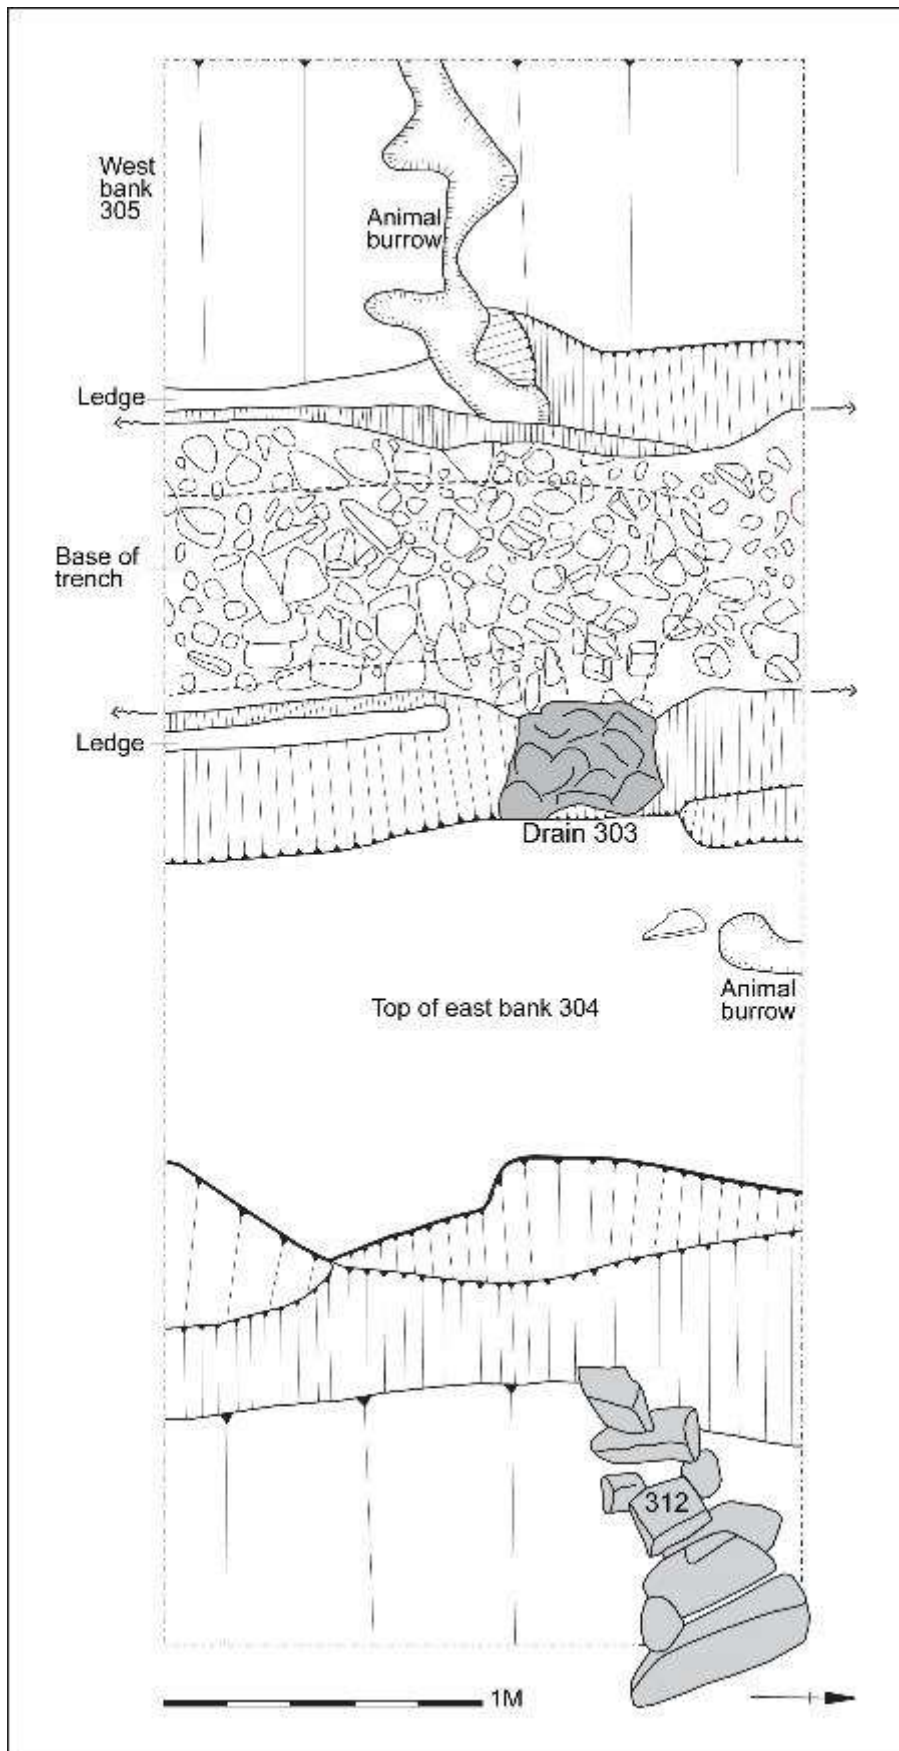 West
bank
305
Animal
burrow
Ledge
Base of
trench
Ledge
Drain 303
Animal
burrow
Top of east bank 304
312
1M